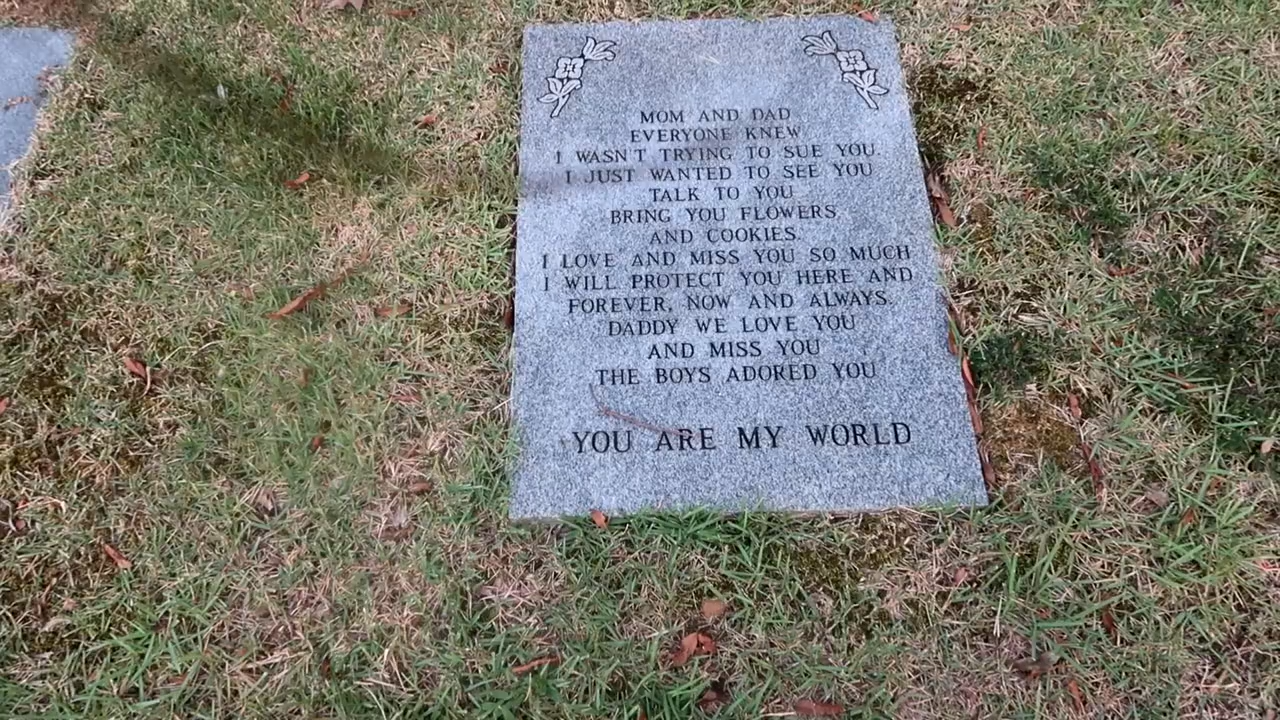 MOM AND DAD
EVERYONE KNEW
I WASN'T TRYING TO SUE YOU.
I JUST WANTED TO SEE YOU
TALK TO YOU
BRING YOU FLOWERS
AND COOKIES.
I LOVE AND MISS YOU SO MUCH
I WILL PROTECT YOU HERE AND
FOREVER, NOW AND ALWAYS.
DADDY WE LOVE YOU
AND MISS YOU
THE BOYS ADORED YOU
YOU ARE MY WORLD